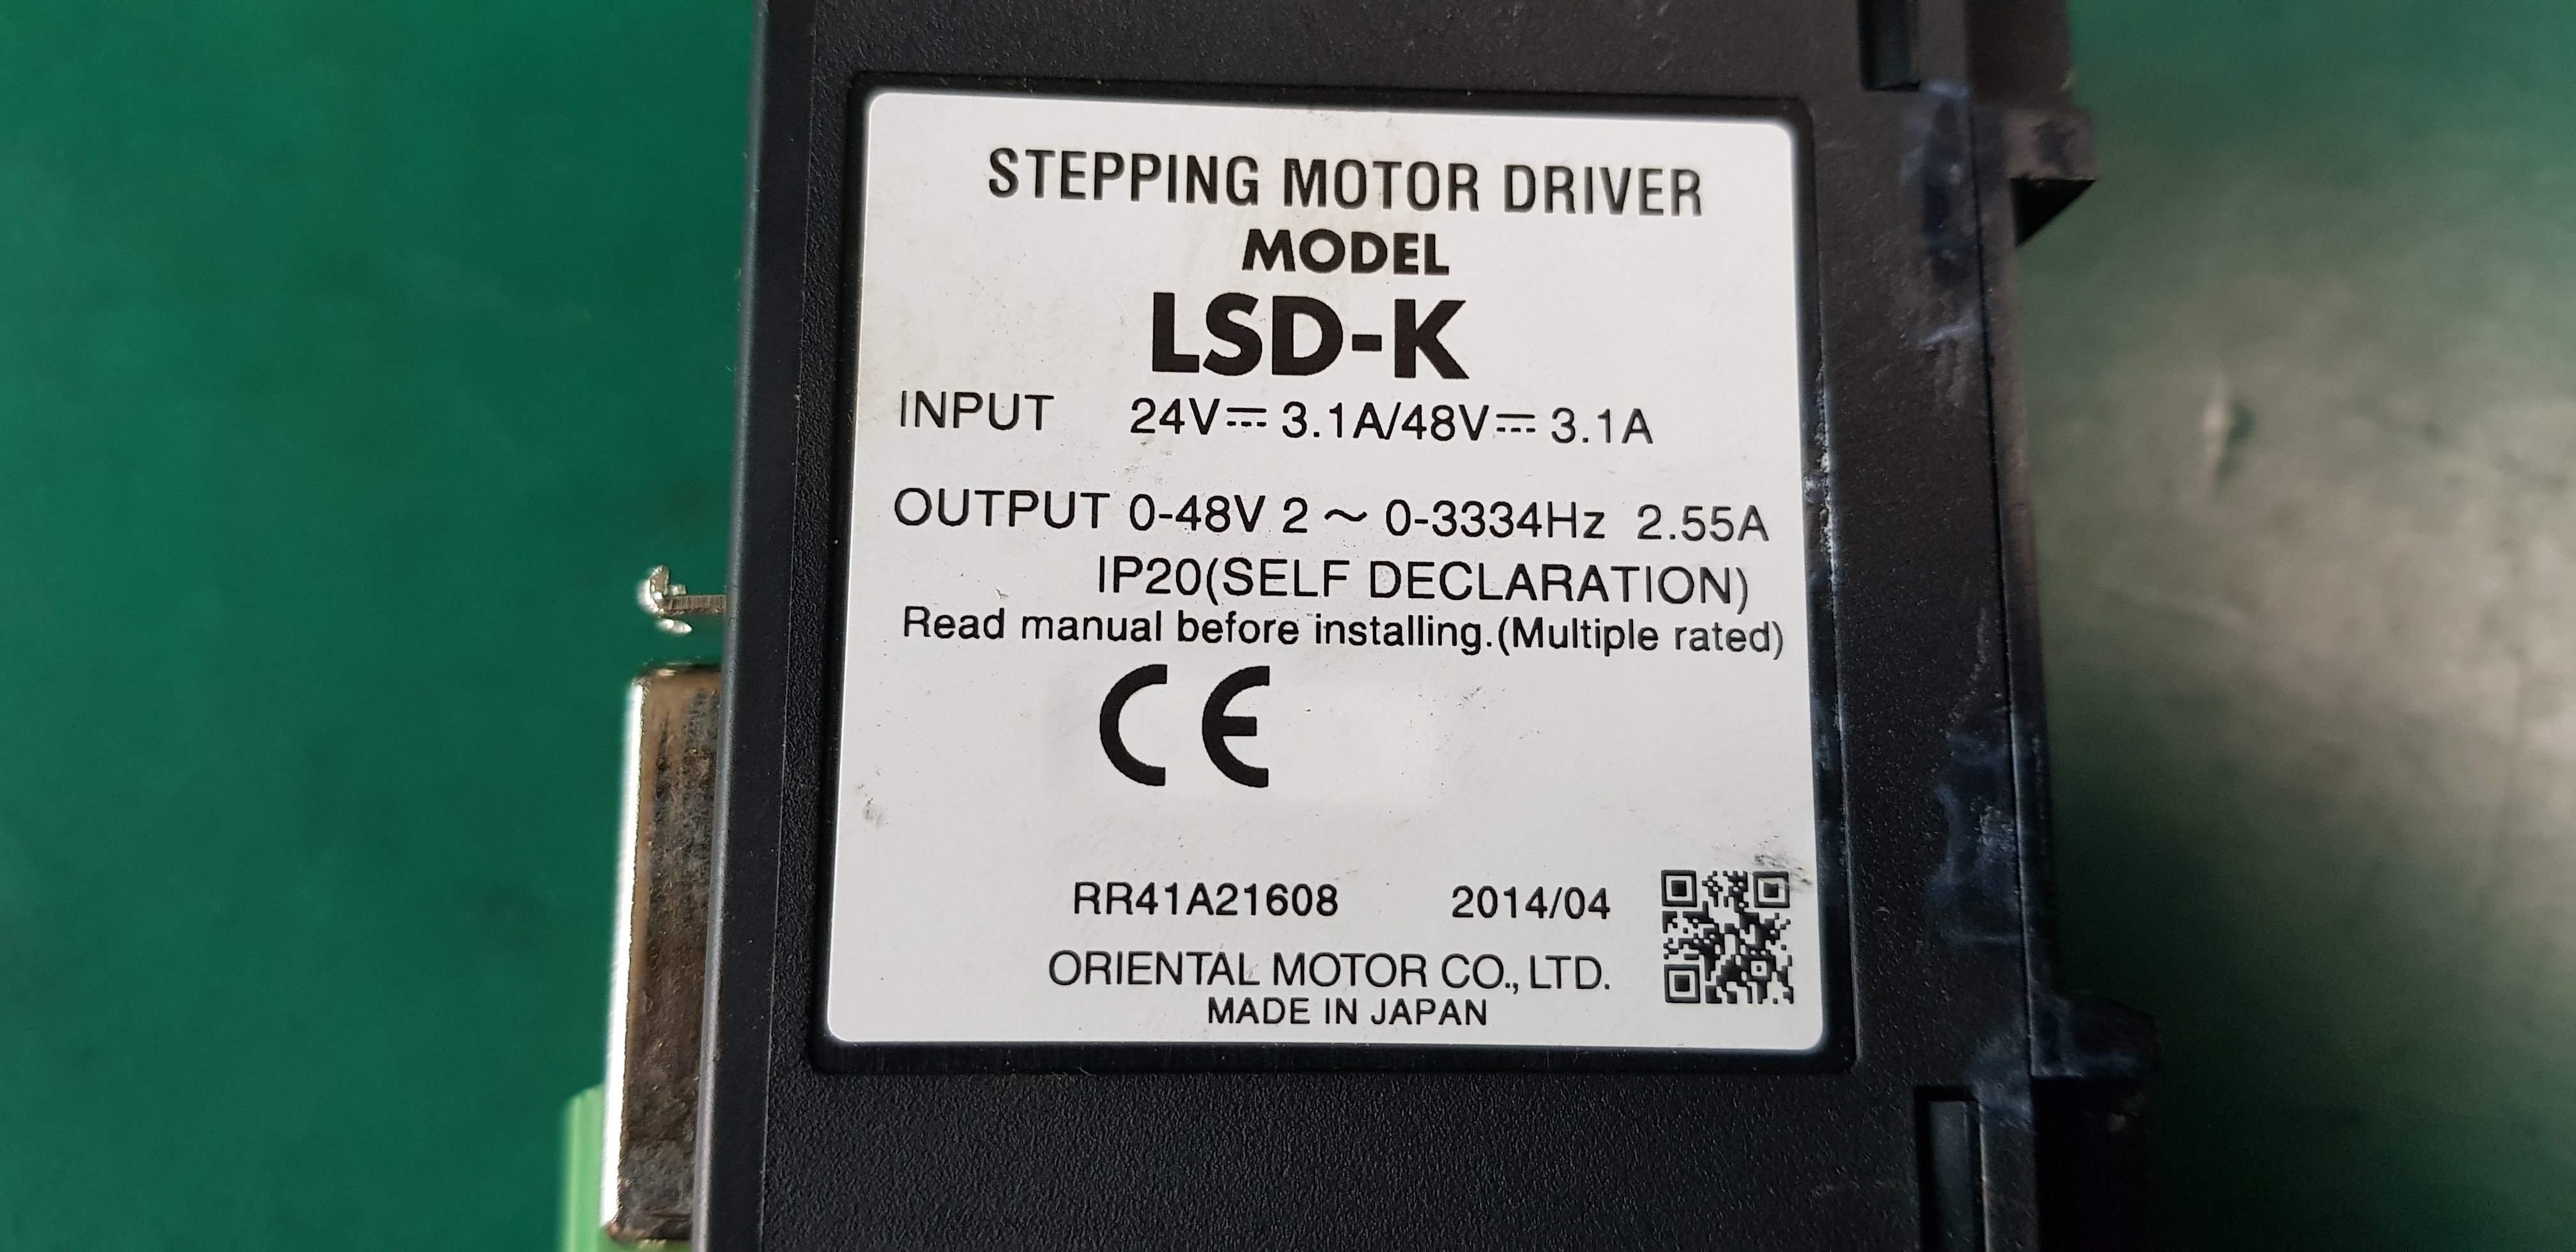 STEPPING MOTOR DRIVER
MODEL
LSD-K
INPUT 24V⎓ 3.1A/48V⎓ 3.1A
OUTPUT 0-48V 2 ～ 0-3334Hz 2.55A
IP20(SELF DECLARATION)
Read manual before installing.(Multiple rated)
CE
RR41A21608 2014/04
ORIENTAL MOTOR CO., LTD.
MADE IN JAPAN